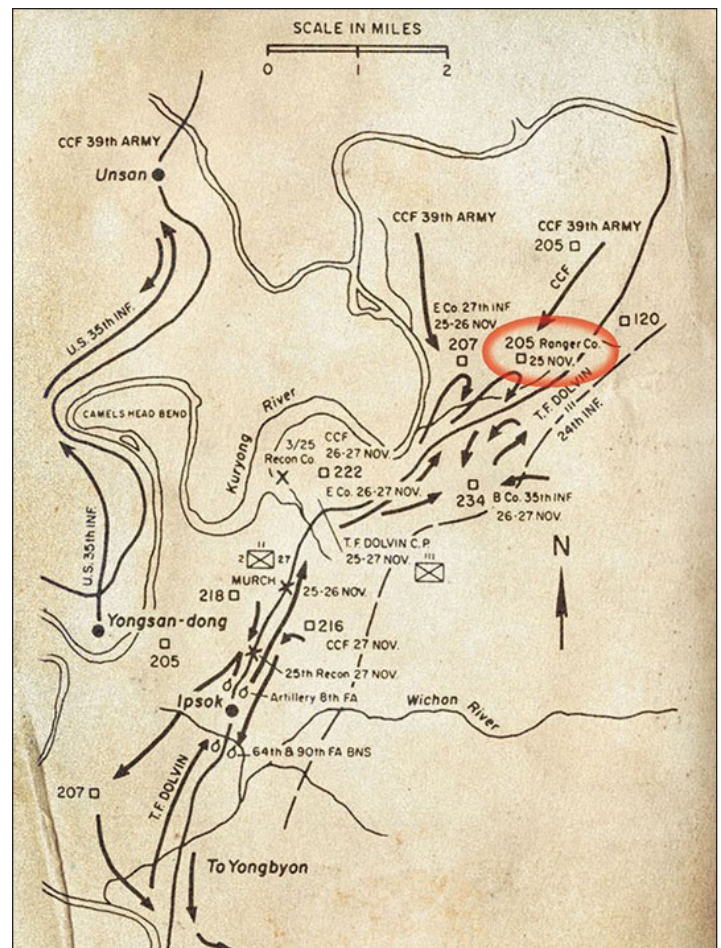 SCALE IN MILES
0 1 2
CCF 39th ARMY
Unsan
U.S. 35th INF.
CCF 39th ARMY
CCF 39th ARMY
205
CCF
E Co. 27th INF
25-26 NOV.
207
205 Ranger Co.
25 NOV.
120
T.F. DOLVIN
III
24th INF.
CAMELS HEAD BEND
Kuryong River
3/25
Recon Co.
CCF
26-27 NOV.
222
E Co. 26-27 NOV.
234
B Co. 35th INF
26-27 NOV.
U.S. 35th INF.
T.F. DOLVIN C.P.
25-27 NOV.
III
N
II
2 27
MURCH
25-26 NOV.
218
216
CCF 27 NOV.
Yongsan-dong
205
25th Recon 27 NOV.
Artillery 8th FA
Ipsok
Wichon River
64th & 90th FA BNS
207
T.F. DOLVIN
To Yongbyon